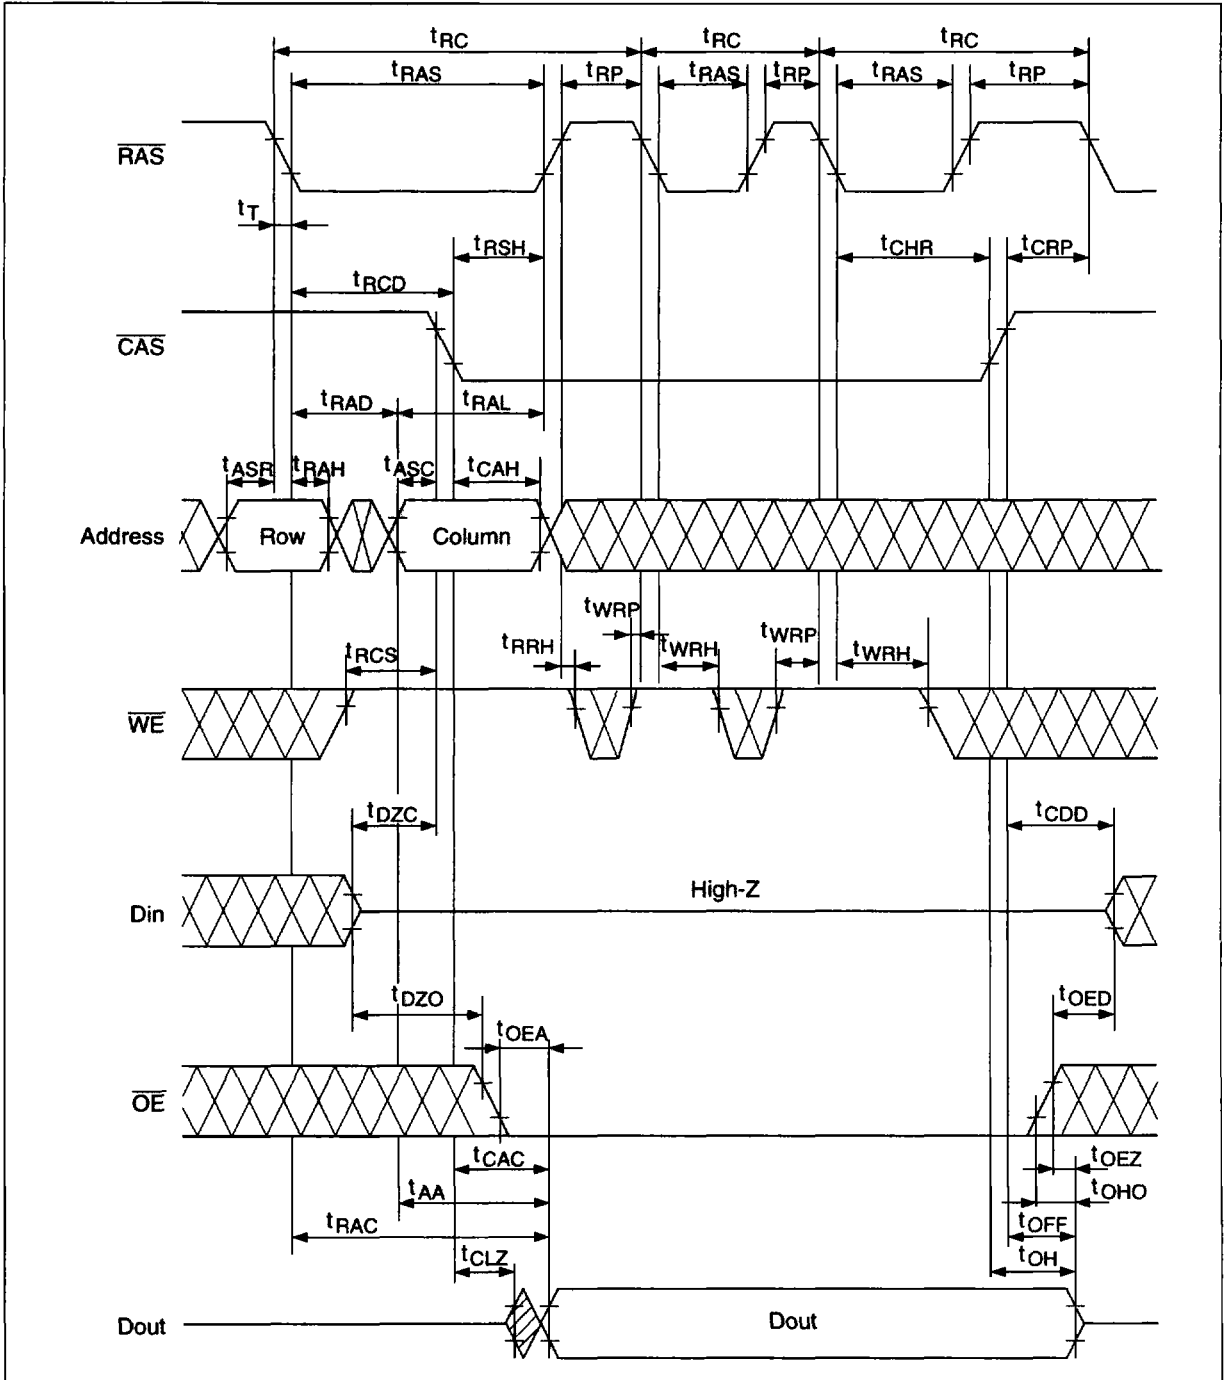 tRC tRC tRC
tRAS tRP tRAS tRP tRAS tRP
RAS
tT
tRSH tCHR tCRP
tRCD
CAS
tRAD tRAL
tASR tRAH tASC tCAH
Address Row Column
tWRP
tRRH tWRH tWRP tWRH
tRCS
WE
tDZC tCDD
High-Z
Din
tDZO tOED
tOEA
OE
tCAC tOEZ
tAA tOHO
tRAC tOFF
tCLZ tOH
Dout Dout